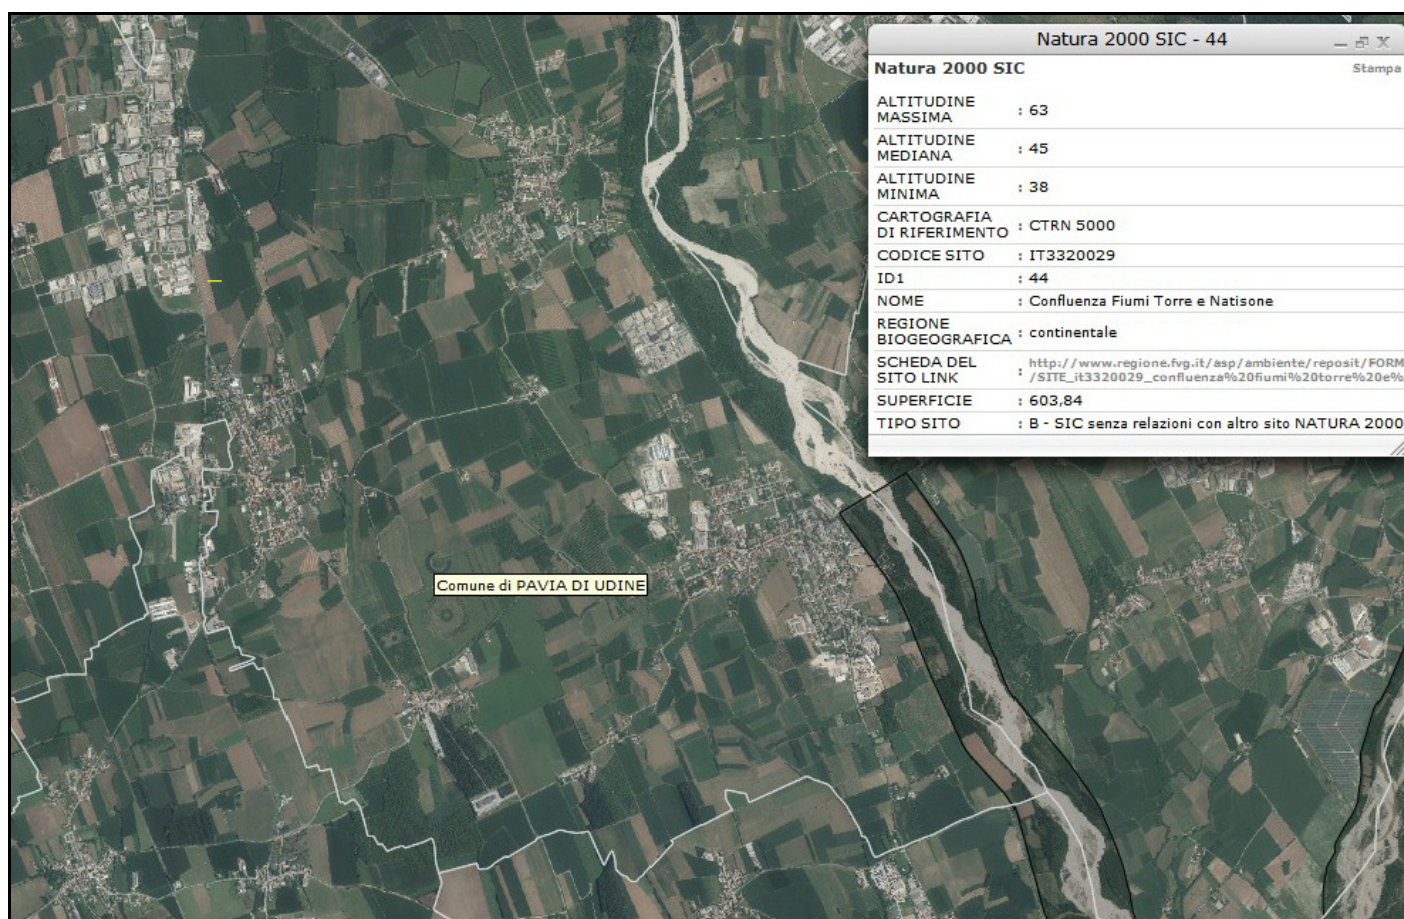 Natura 2000 SIC - 44
Natura 2000 SIC
Stampa
ALTITUDINE
MASSIMA : 63
ALTITUDINE
MEDIANA : 45
ALTITUDINE
MINIMA : 38
CARTOGRAFIA
DI RIFERIMENTO : CTRN 5000
CODICE SITO : IT3320029
ID1 : 44
NOME : Confluenza Fiumi Torre e Natisone
REGIONE
BIOGEOGRAFICA : continentale
SCHEDA DEL
SITO LINK : http://www.regione.fvg.it/asp/ambiente/reposit/FORM
/SITE_it3320029_confluenza%20fiumi%20torre%20e%
SUPERFICIE : 603,84
TIPO SITO : B - SIC senza relazioni con altro sito NATURA 2000
Comune di PAVIA DI UDINE